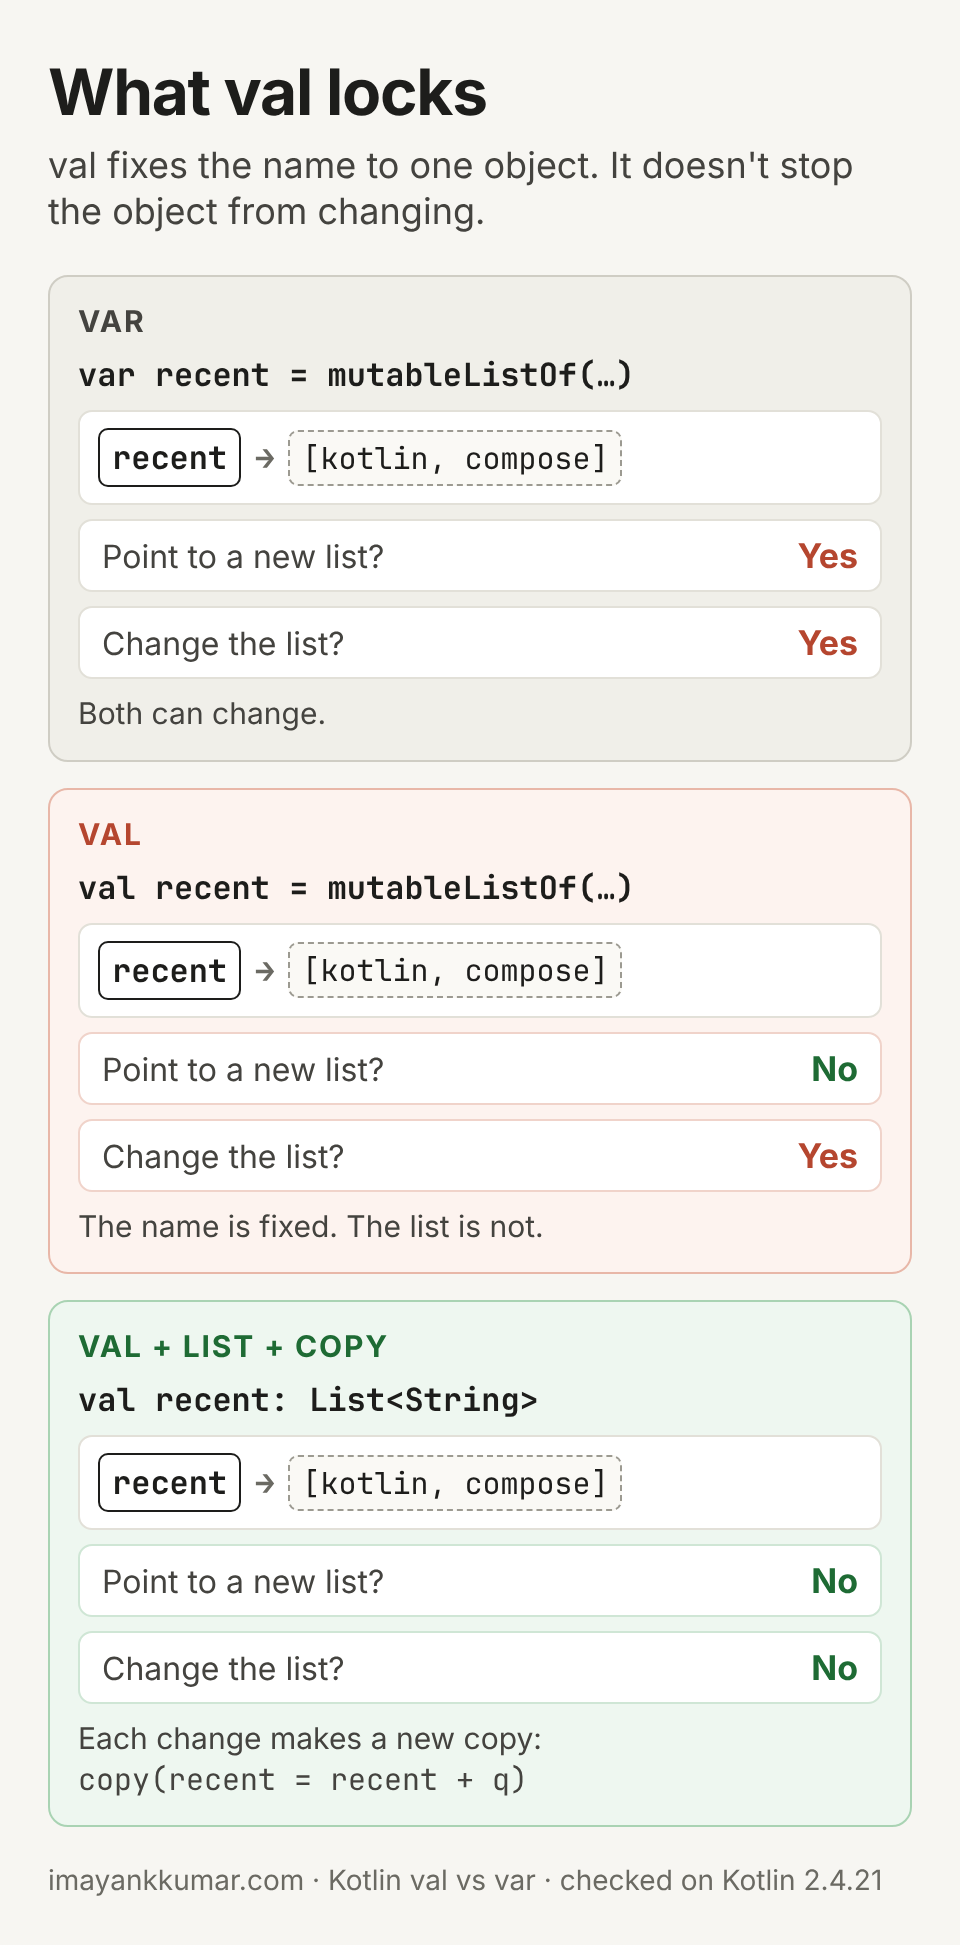 What val locks
val fixes the name to one object. It doesn't stop
the object from changing.
VAR
var recent = mutableListOf(…)
recent → [kotlin, compose]
Point to a new list? Yes
Change the list? Yes
Both can change.
VAL
val recent = mutableListOf(…)
recent → [kotlin, compose]
Point to a new list? No
Change the list? Yes
The name is fixed. The list is not.
VAL + LIST + COPY
val recent: List<String>
recent → [kotlin, compose]
Point to a new list? No
Change the list? No
Each change makes a new copy:
copy(recent = recent + q)
imayankkumar.com · Kotlin val vs var · checked on Kotlin 2.4.21